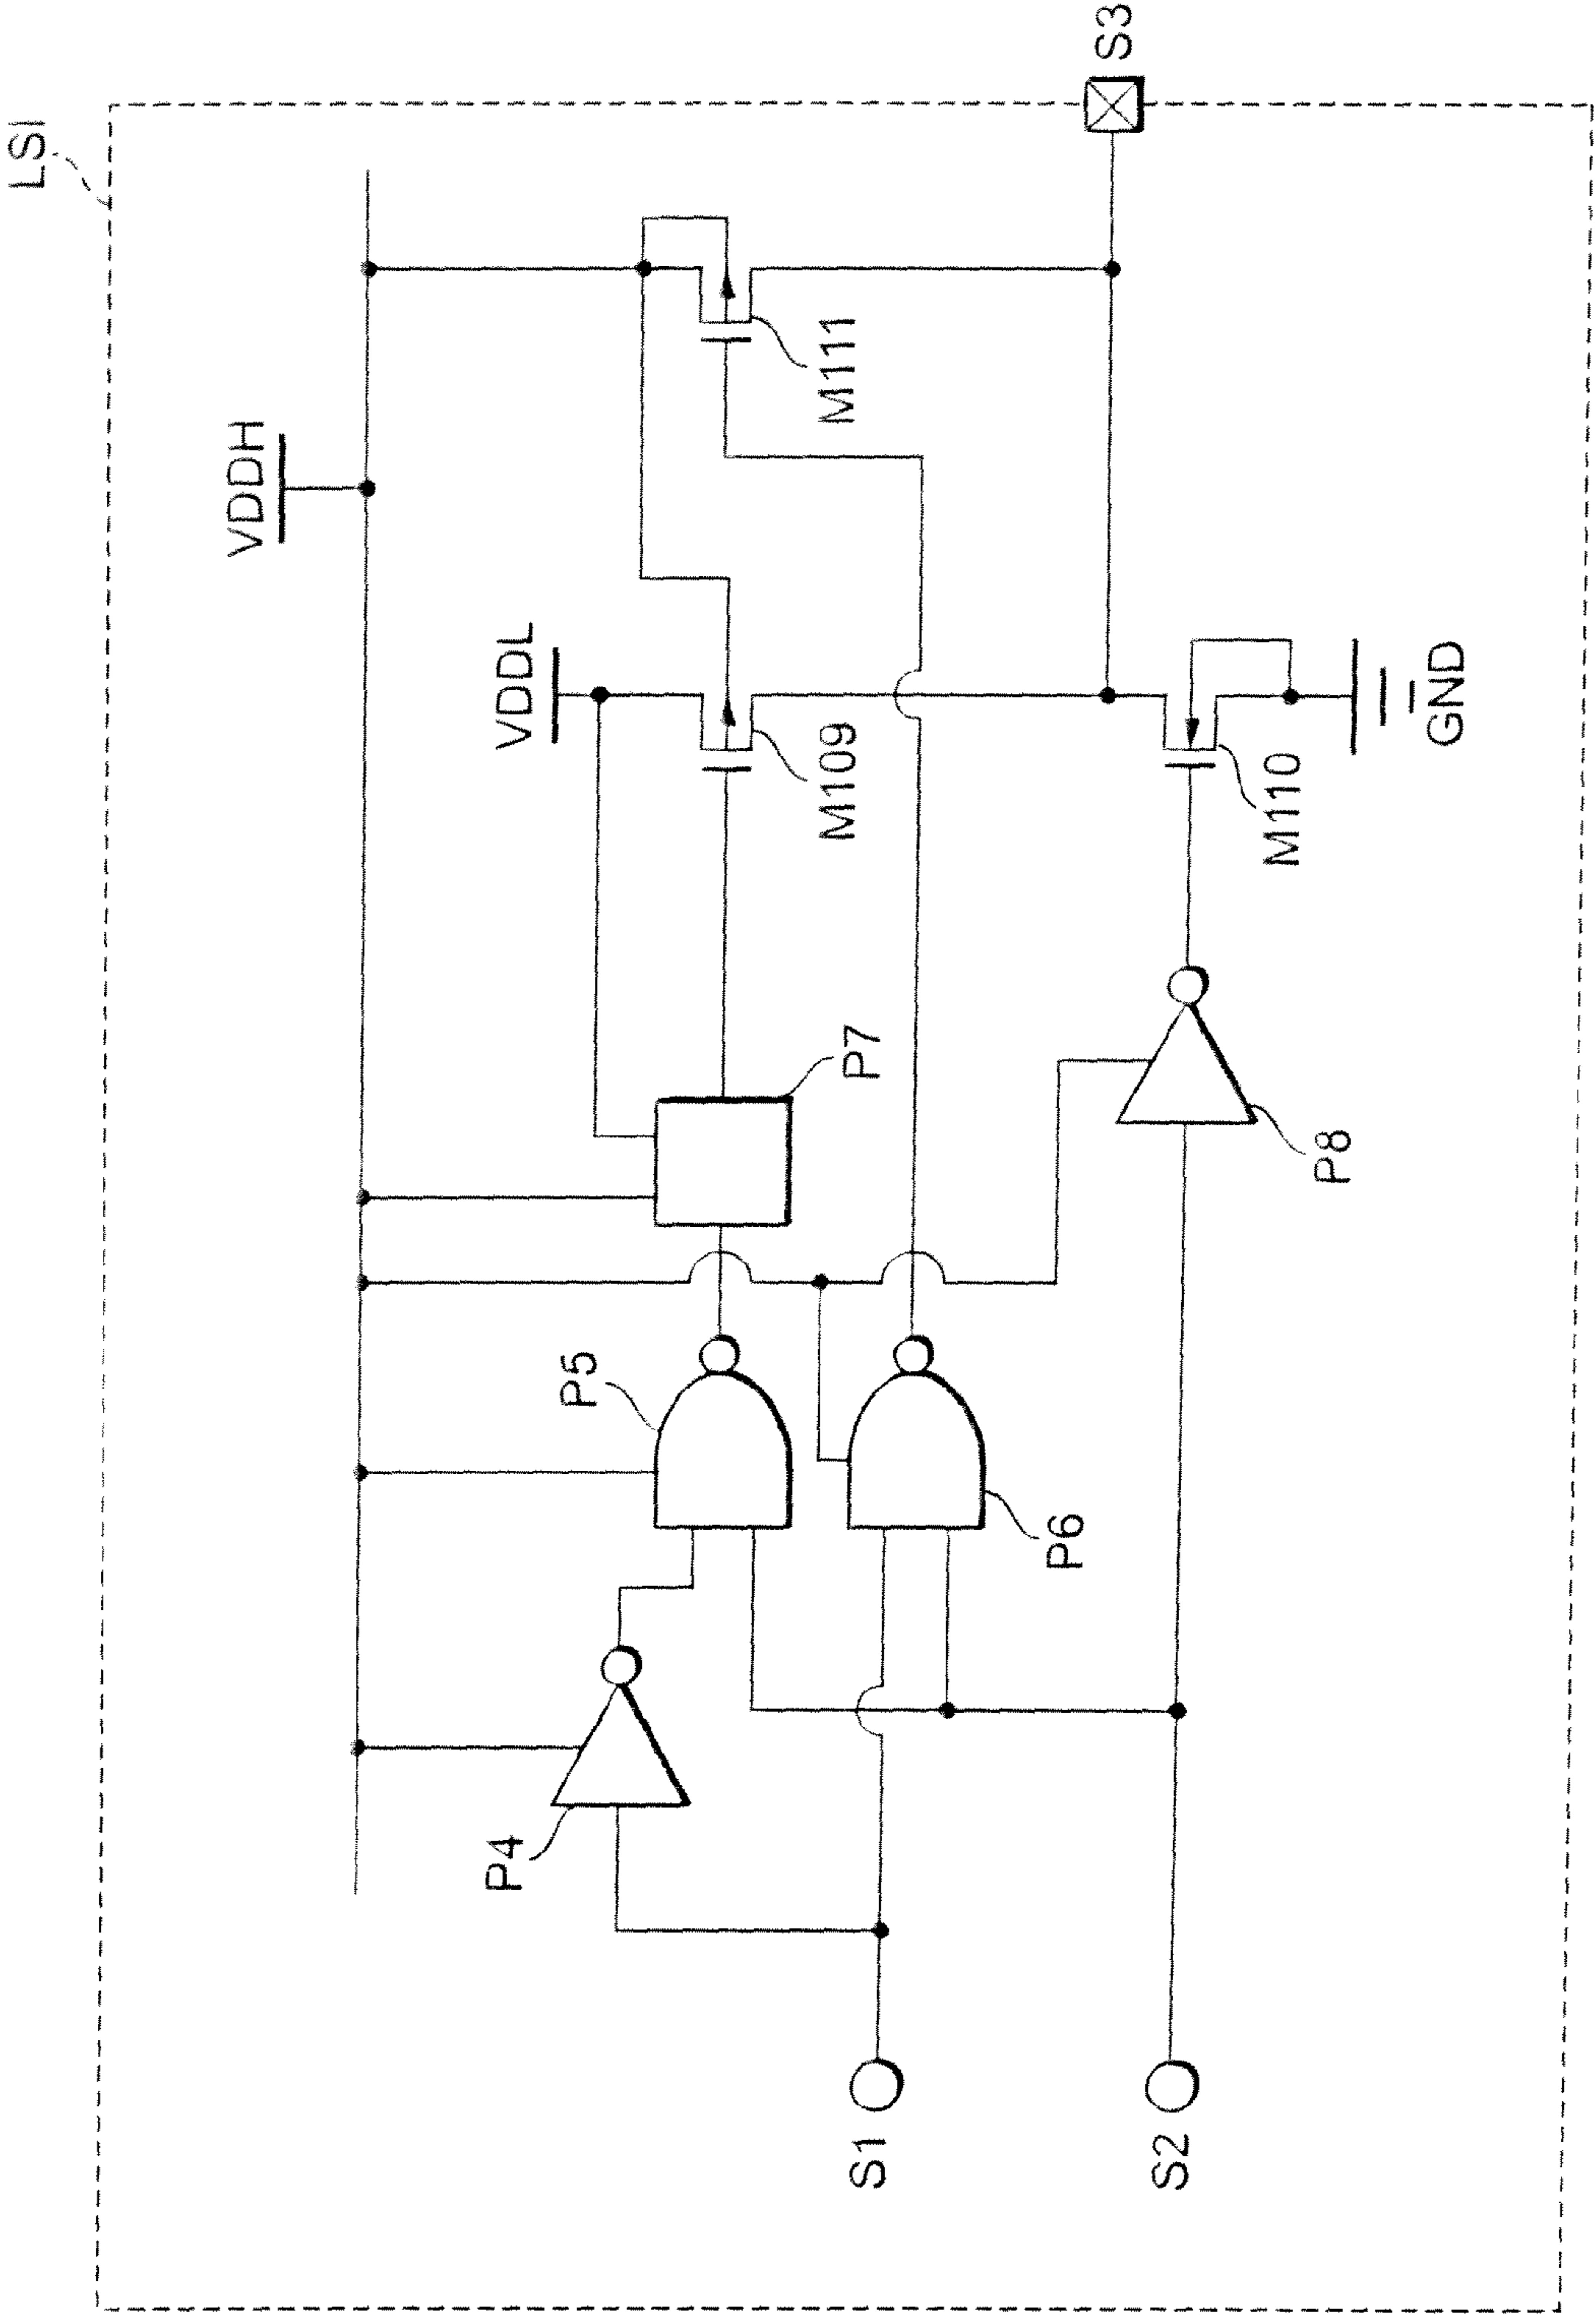 LSI
VDDH
VDDL
M111
S3
M109
P7
P5
P4
P6
M110
GND
P8
S1
S2